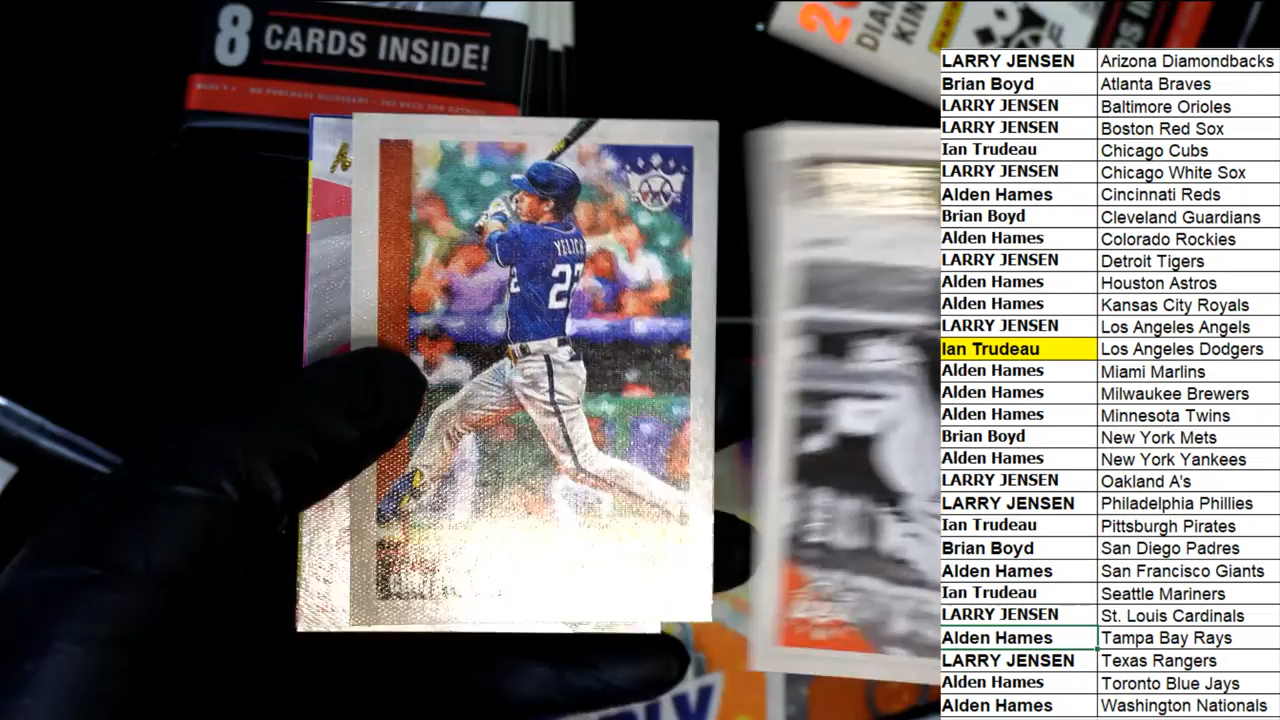 8 CARDS INSIDE!
DIAM
KIN
YELICH
22
LARRY JENSEN Arizona Diamondbacks
Brian Boyd Atlanta Braves
LARRY JENSEN Baltimore Orioles
LARRY JENSEN Boston Red Sox
Ian Trudeau Chicago Cubs
LARRY JENSEN Chicago White Sox
Alden Hames Cincinnati Reds
Brian Boyd Cleveland Guardians
Alden Hames Colorado Rockies
LARRY JENSEN Detroit Tigers
Alden Hames Houston Astros
Alden Hames Kansas City Royals
LARRY JENSEN Los Angeles Angels
Ian Trudeau Los Angeles Dodgers
Alden Hames Miami Marlins
Alden Hames Milwaukee Brewers
Alden Hames Minnesota Twins
Brian Boyd New York Mets
Alden Hames New York Yankees
LARRY JENSEN Oakland A's
LARRY JENSEN Philadelphia Phillies
Ian Trudeau Pittsburgh Pirates
Brian Boyd San Diego Padres
Alden Hames San Francisco Giants
Ian Trudeau Seattle Mariners
LARRY JENSEN St. Louis Cardinals
Alden Hames Tampa Bay Rays
LARRY JENSEN Texas Rangers
Alden Hames Toronto Blue Jays
Alden Hames Washington Nationals